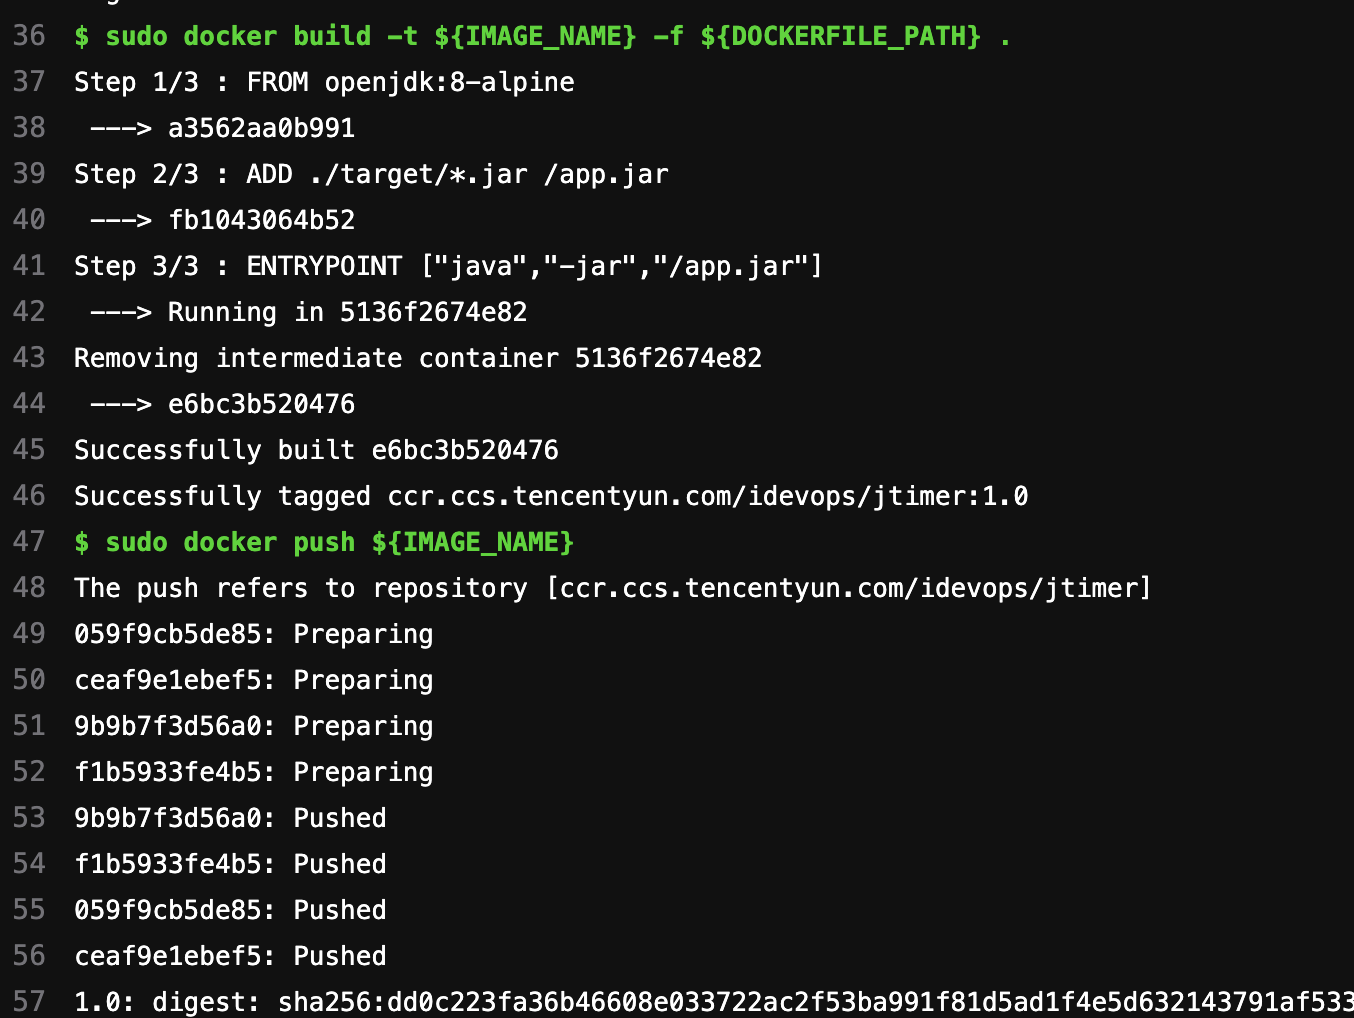 36 $ sudo docker build -t ${IMAGE_NAME} -f ${DOCKERFILE_PATH} .
37 Step 1/3 : FROM openjdk:8-alpine
38  ---> a3562aa0b991
39 Step 2/3 : ADD ./target/*.jar /app.jar
40  ---> fb1043064b52
41 Step 3/3 : ENTRYPOINT ["java","-jar","/app.jar"]
42  ---> Running in 5136f2674e82
43 Removing intermediate container 5136f2674e82
44  ---> e6bc3b520476
45 Successfully built e6bc3b520476
46 Successfully tagged ccr.ccs.tencentyun.com/idevops/jtimer:1.0
47 $ sudo docker push ${IMAGE_NAME}
48 The push refers to repository [ccr.ccs.tencentyun.com/idevops/jtimer]
49 059f9cb5de85: Preparing
50 ceaf9e1ebef5: Preparing
51 9b9b7f3d56a0: Preparing
52 f1b5933fe4b5: Preparing
53 9b9b7f3d56a0: Pushed
54 f1b5933fe4b5: Pushed
55 059f9cb5de85: Pushed
56 ceaf9e1ebef5: Pushed
57 1.0: digest: sha256:dd0c223fa36b46608e033722ac2f53ba991f81d5ad1f4e5d632143791af533